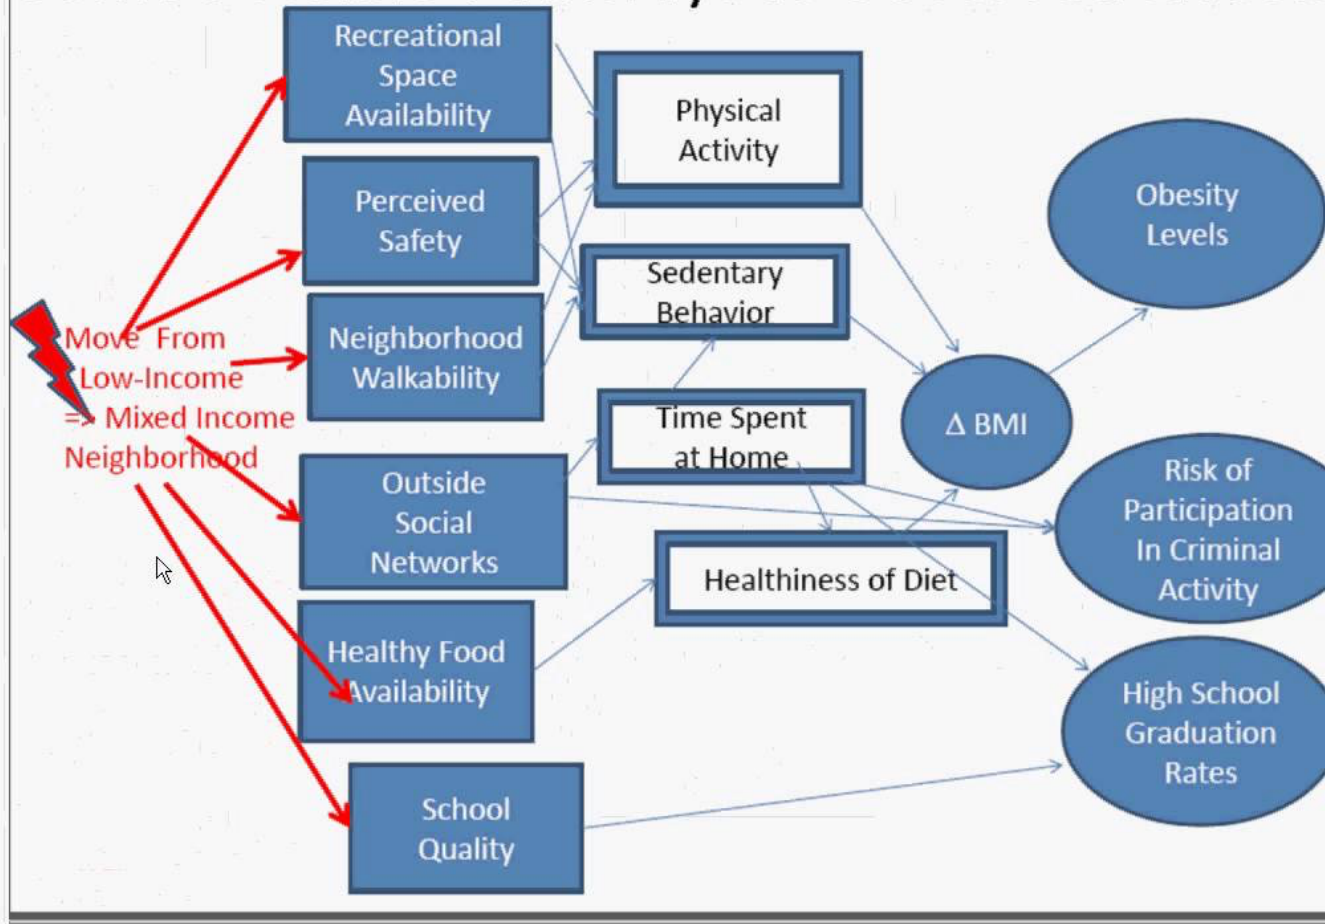 Recreational
Space
Availability
Physical
Activity
Obesity
Levels
Perceived
Safety
Sedentary
Behavior
Move From
Low-Income
=> Mixed Income
Neighborhood
Neighborhood
Walkability
Time Spent
at Home
Δ BMI
Outside
Social
Networks
Risk of
Participation
In Criminal
Activity
Healthiness of Diet
Healthy Food
Availability
High School
Graduation
Rates
School
Quality